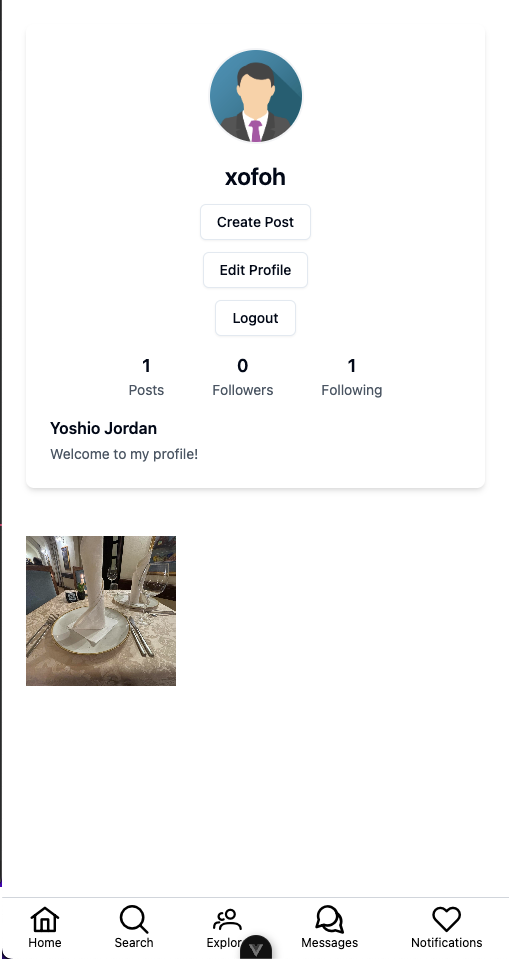 xofoh
Create Post
Edit Profile
Logout
1 0 1
Posts Followers Following
Yoshio Jordan
Welcome to my profile!
Home Search Explor Messages Notifications